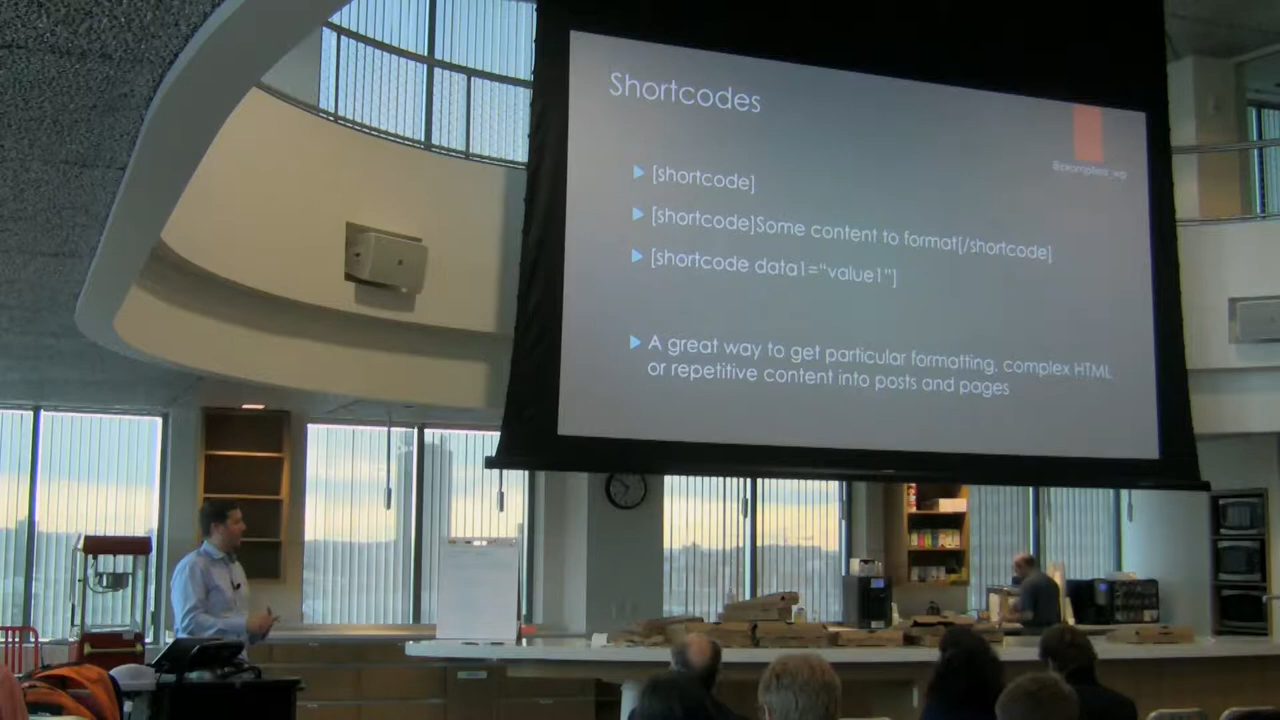 Shortcodes
[shortcode]
[shortcode]Some content to format[/shortcode]
[shortcode data1="value1"]
A great way to get particular formatting, complex HTML
or repetitive content into posts and pages